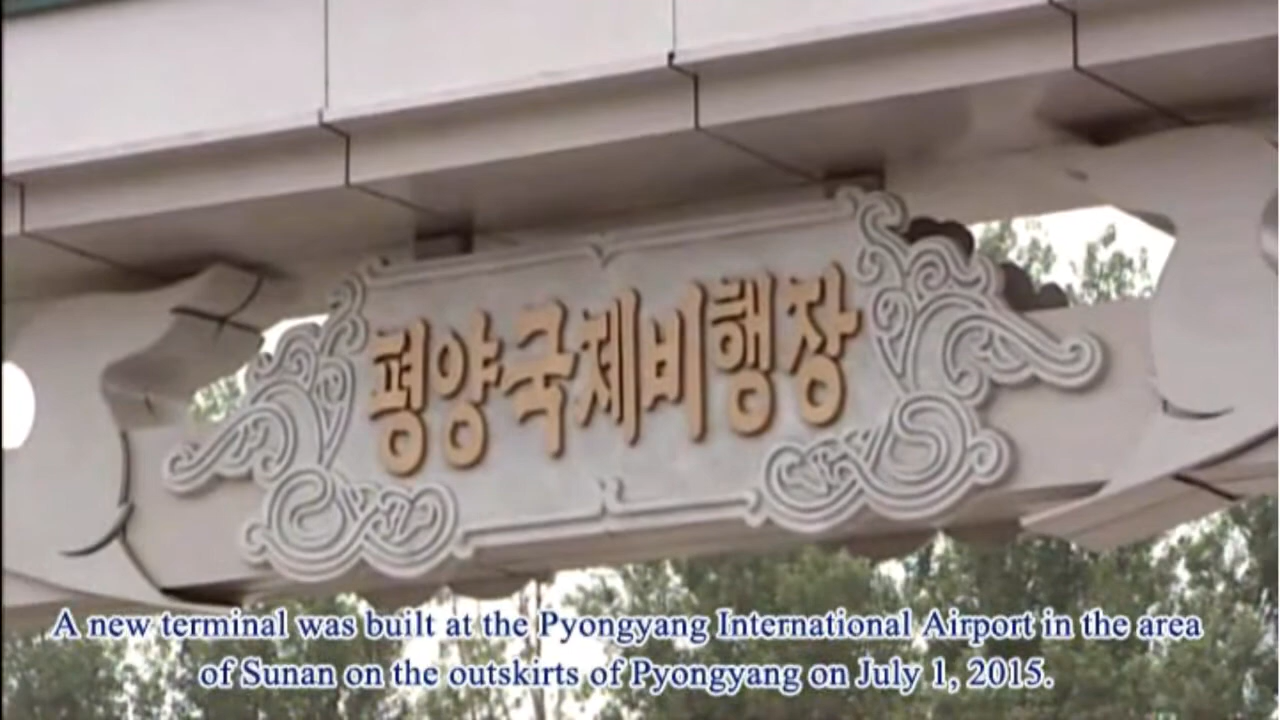 평양국제비행장
A new terminal was built at the Pyongyang International Airport in the area
of Sunan on the outskirts of Pyongyang on July 1, 2015.